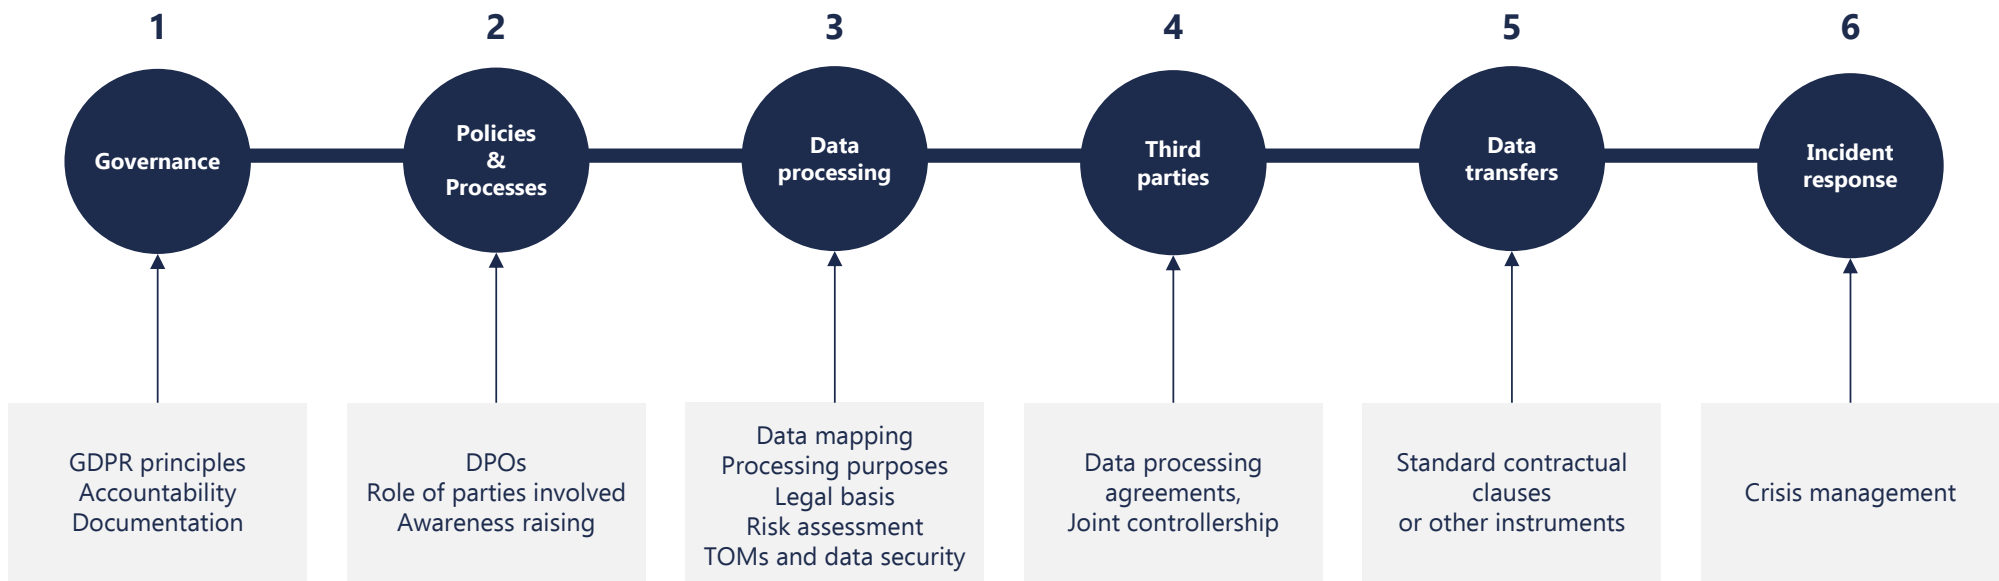 1
2
3
4
5
6
Governance
Policies
&
Processes
Data
processing
Third
parties
Data
transfers
Incident
response
GDPR principles
Accountability
Documentation
DPOs
Role of parties involved
Awareness raising
Data mapping
Processing purposes
Legal basis
Risk assessment
TOMs and data security
Data processing
agreements,
Joint controllership
Standard contractual
clauses
or other instruments
Crisis management